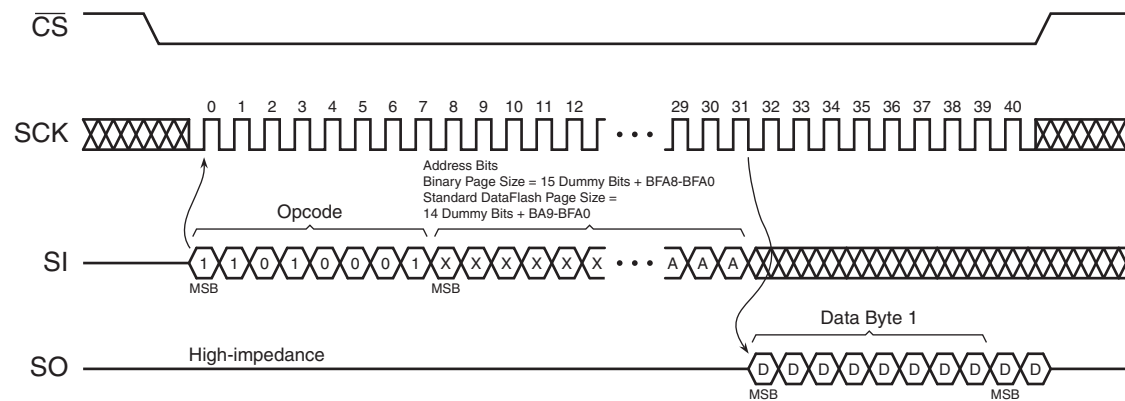 CS
0 1 2 3 4 5 6 7 8 9 10 11 12 29 30 31 32 33 34 35 36 37 38 39 40
SCK
Address Bits
Binary Page Size = 15 Dummy Bits + BFA8-BFA0
Standard DataFlash Page Size =
14 Dummy Bits + BA9-BFA0
Opcode
SI 1 1 0 1 0 0 0 1 X X X X X X • • • A A A
MSB MSB
Data Byte 1
High-impedance
SO D D D D D D D D D D
MSB MSB